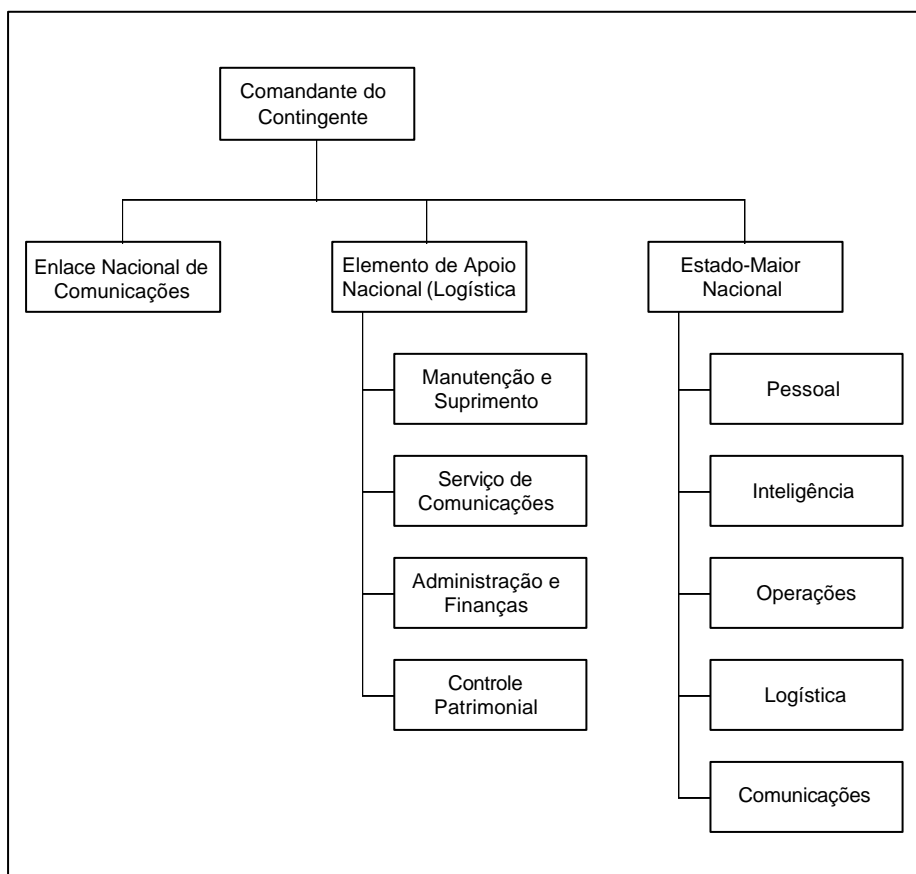 Comandante do
Contingente
Enlace Nacional de
Comunicações
Elemento de Apoio
Nacional (Logística
Estado-Maior
Nacional
Manutenção e
Suprimento
Serviço de
Comunicações
Administração e
Finanças
Controle
Patrimonial
Pessoal
Inteligência
Operações
Logística
Comunicações